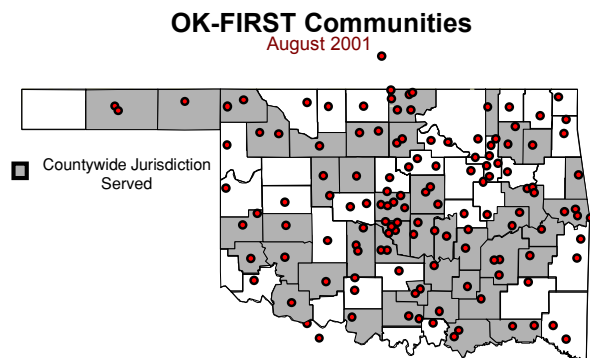 OK-FIRST Communities
August 2001
Countywide Jurisdiction
Served